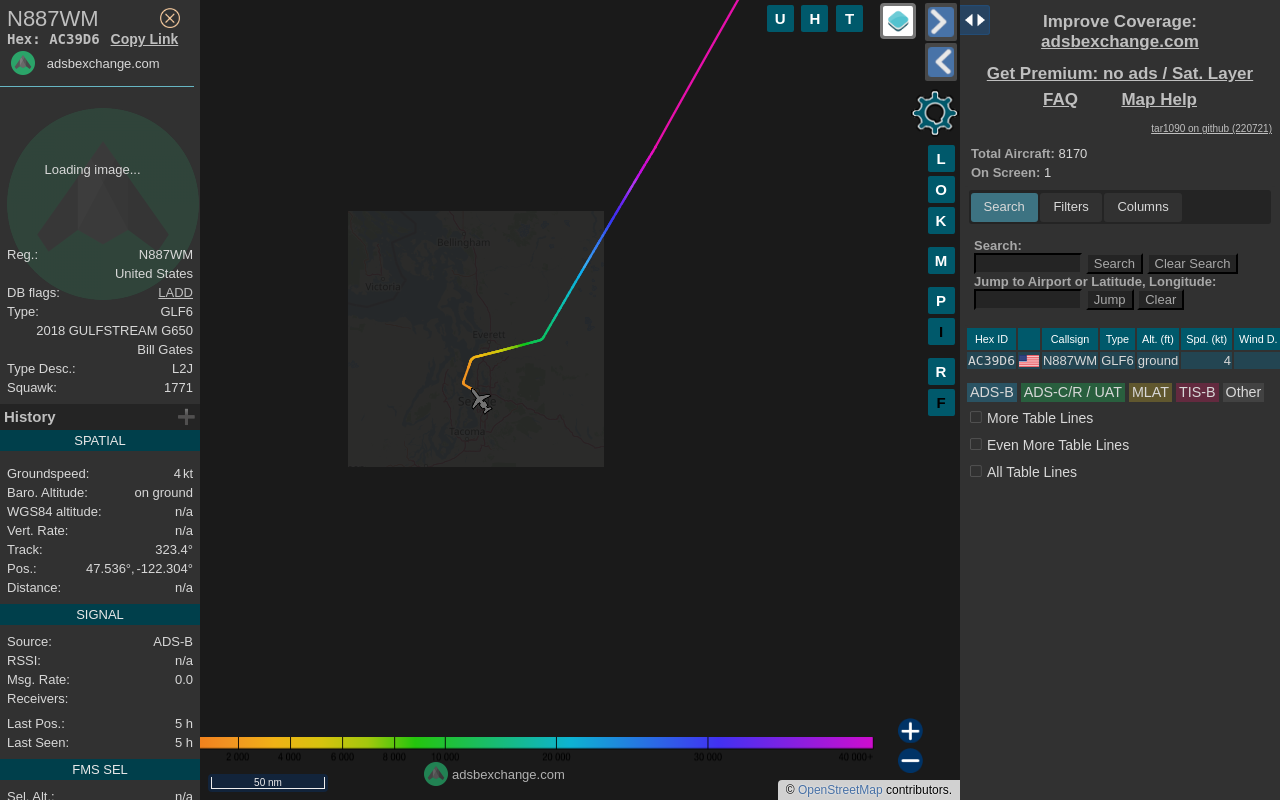 N887WM
Hex: AC39D6 Copy Link
adsbexchange.com
Loading image...
Reg.: N887WM
United States
DB flags: LADD
Type: GLF6
2018 GULFSTREAM G650
Bill Gates
Type Desc.: L2J
Squawk: 1771
History
SPATIAL
Groundspeed: 4 kt
Baro. Altitude: on ground
WGS84 altitude: n/a
Vert. Rate: n/a
Track: 323.4°
Pos.: 47.536°, -122.304°
Distance: n/a
SIGNAL
Source: ADS-B
RSSI: n/a
Msg. Rate: 0.0
Receivers:
Last Pos.: 5 h
Last Seen: 5 h
FMS SEL
Sel. Alt.: n/a
U H T
L
O
K
M
P
I
R
F
Bellingham
Victoria
Everett
Tacoma
2 000 4 000 6 000 8 000 10 000 20 000 30 000 40 000+
adsbexchange.com
50 nm
© OpenStreetMap contributors.
Improve Coverage:
adsbexchange.com
Get Premium: no ads / Sat. Layer
FAQ Map Help
tar1090 on github (220721)
Total Aircraft: 8170
On Screen: 1
Search Filters Columns
Search:
Search Clear Search
Jump to Airport or Latitude, Longitude:
Jump Clear
Hex ID Callsign Type Alt. (ft) Spd. (kt) Wind D.
AC39D6 N887WM GLF6 ground 4
ADS-B ADS-C/R / UAT MLAT TIS-B Other
More Table Lines
Even More Table Lines
All Table Lines